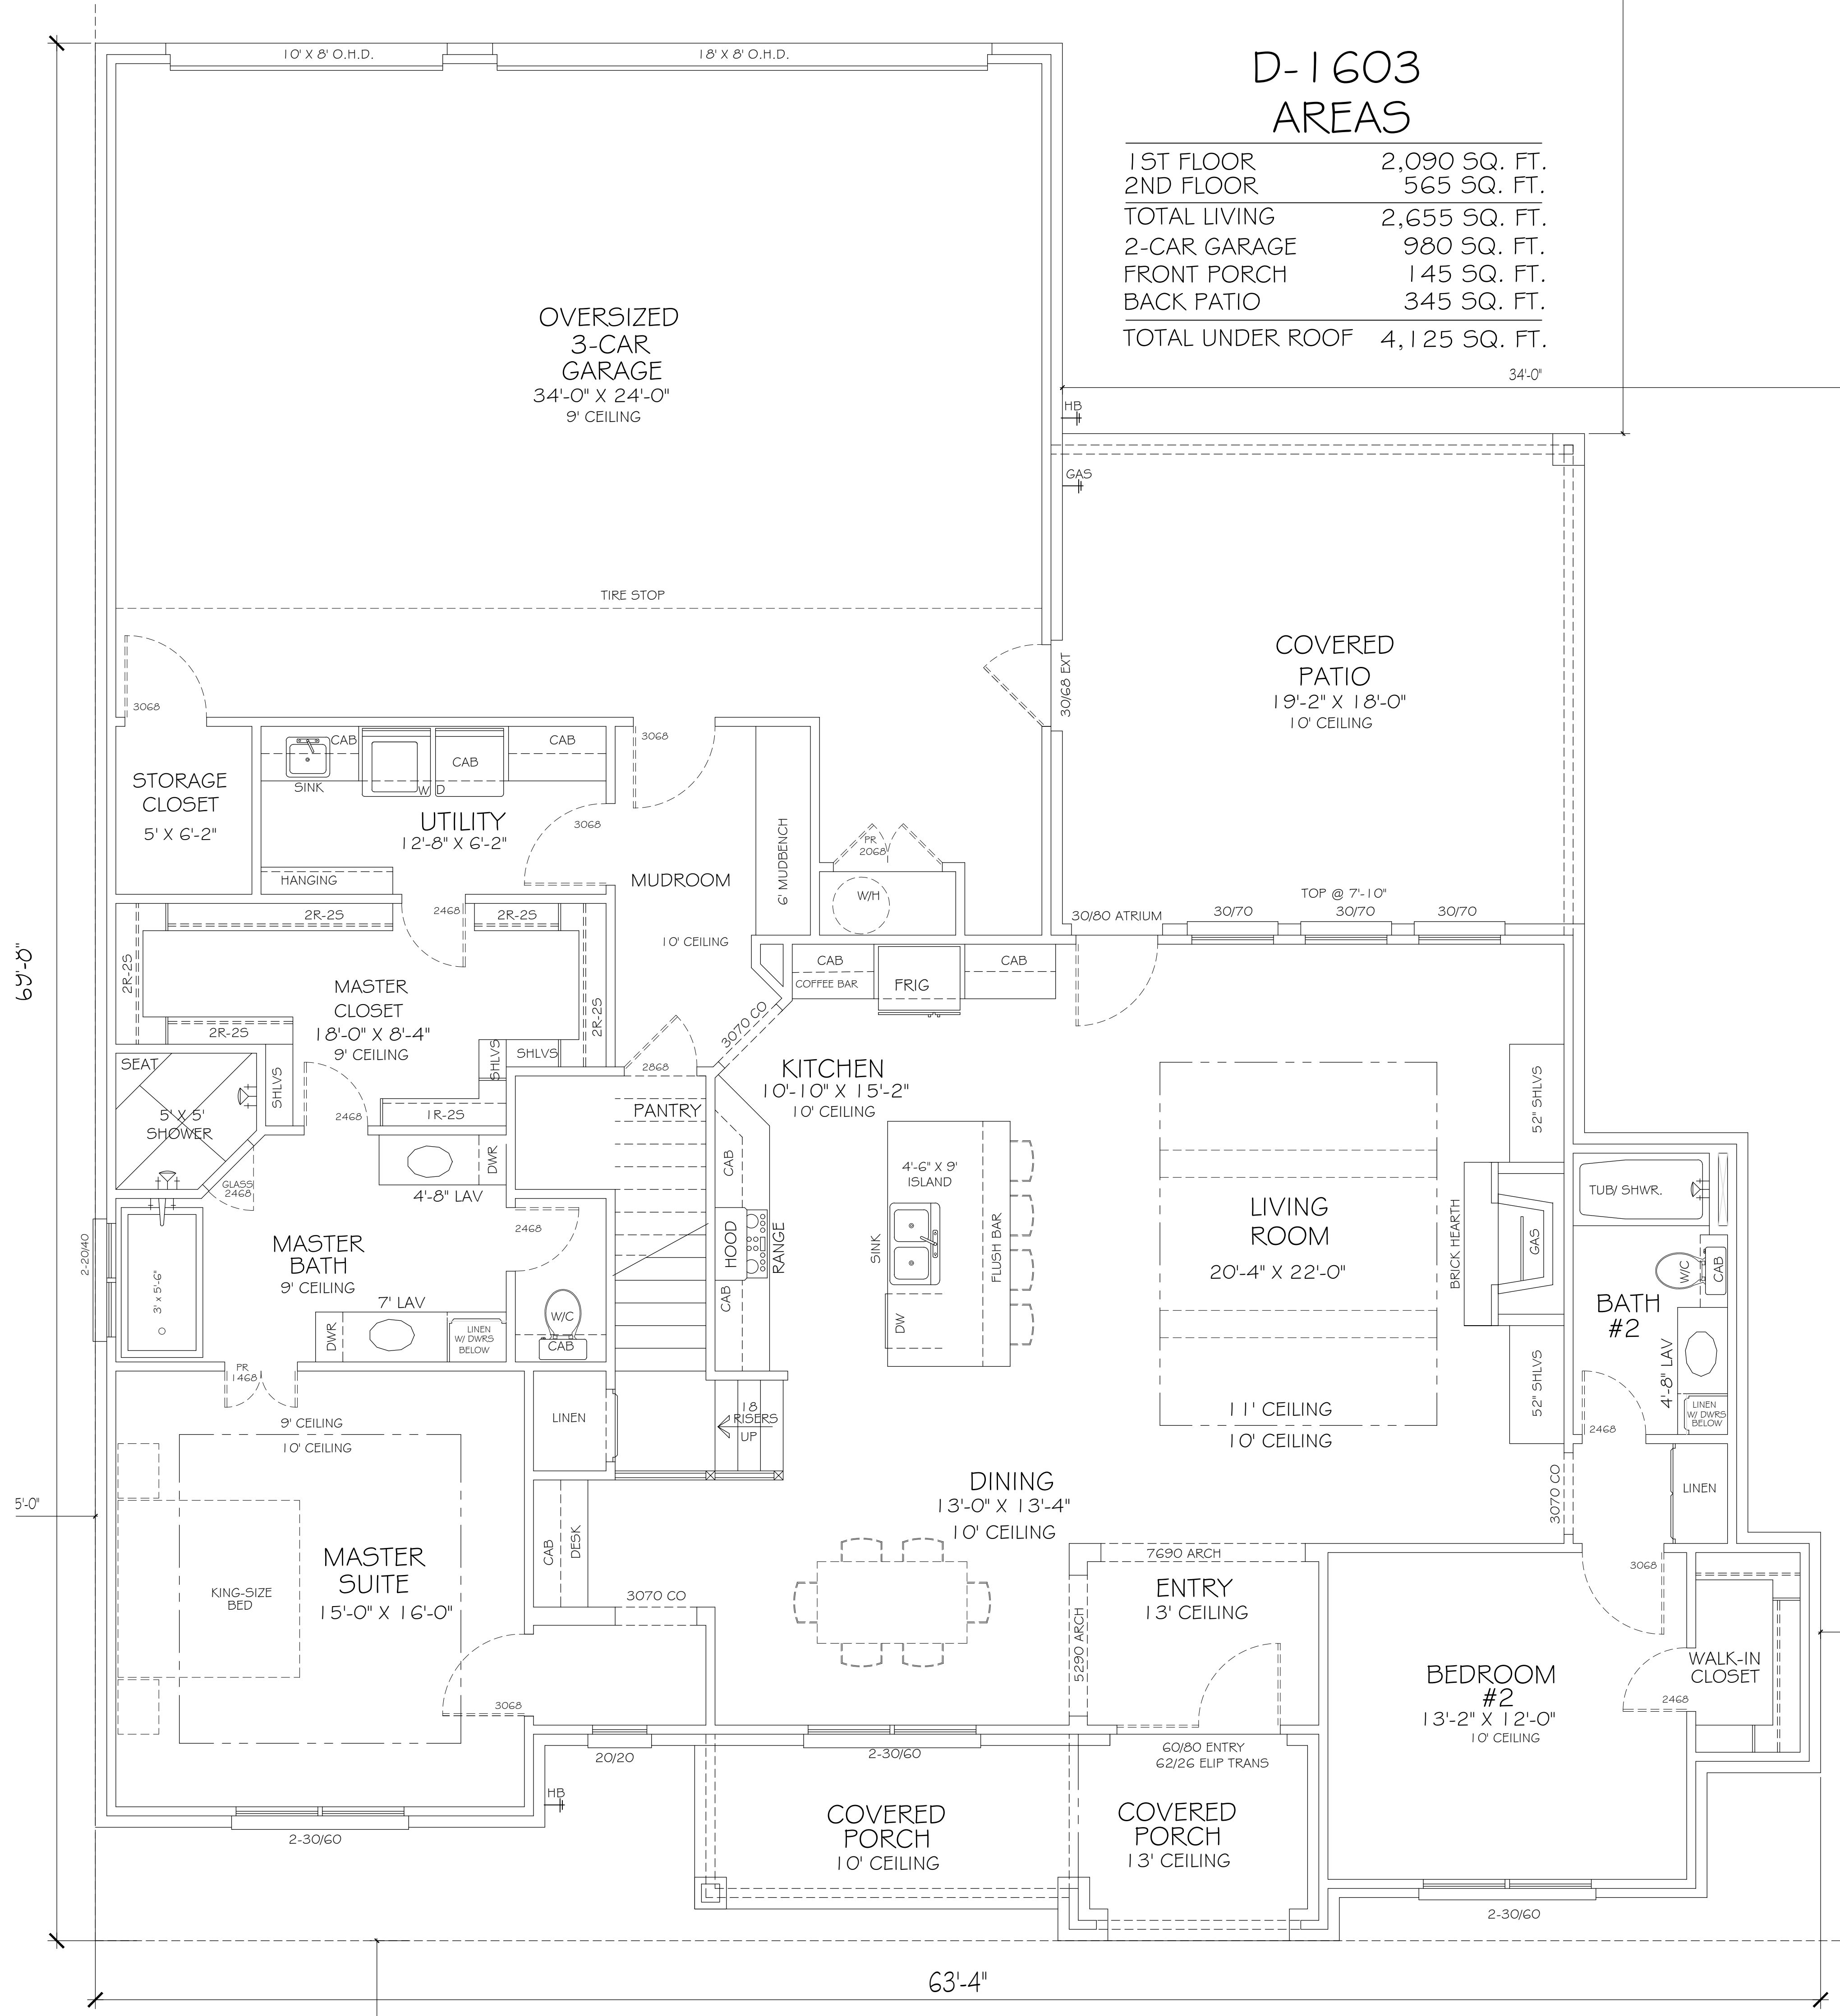 10' X 8' O.H.D.
18' X 8' O.H.D.
D-1603
AREAS
1ST FLOOR 2,090 SQ. FT.
2ND FLOOR 565 SQ. FT.
TOTAL LIVING 2,655 SQ. FT.
2-CAR GARAGE 980 SQ. FT.
FRONT PORCH 145 SQ. FT.
BACK PATIO 345 SQ. FT.
TOTAL UNDER ROOF 4,125 SQ. FT.
34'-0"
HB
GAS
OVERSIZED
3-CAR
GARAGE
34'-0" X 24'-0"
9' CEILING
TIRE STOP
COVERED
PATIO
19'-2" X 18'-0"
10' CEILING
30/68 EXT
3068
3068
STORAGE
CLOSET
5' X 6'-2"
CAB
CAB
CAB
SINK
W
D
UTILITY
12'-8" X 6'-2"
3068
HANGING
MUDROOM
6' MUDBENCH
10' CEILING
PR
2068
W/H
TOP @ 7'-10"
30/80 ATRIUM
30/70
30/70
30/70
69'-0"
2R-2S
2468
2R-2S
2R-2S
2R-2S
2R-2S
MASTER
CLOSET
18'-0" X 8'-4"
9' CEILING
SHLVS
SHLVS
SHLVS
1R-2S
2468
CAB
COFFEE BAR
FRIG
CAB
3070 CO
2868
PANTRY
KITCHEN
10'-10" X 15'-2"
10' CEILING
SEAT
5' X 5'
SHOWER
GLASS
2468
DWR
4'-8" LAV
2468
MASTER
BATH
9' CEILING
2-20/40
3' x 5'-6"
7' LAV
DWR
LINEN
W/ DWRS
BELOW
W/C
CAB
PR
1468
CAB
HOOD
RANGE
CAB
4'-6" X 9'
ISLAND
SINK
FLUSH BAR
DW
LIVING
ROOM
20'-4" X 22'-0"
11' CEILING
10' CEILING
52" SHLVS
BRICK HEARTH
GAS
52" SHLVS
TUB/ SHWR.
W/C
CAB
BATH
#2
4'-8" LAV
LINEN
W/ DWRS
BELOW
2468
LINEN
3070 CO
LINEN
18
RISERS
UP
9' CEILING
10' CEILING
5'-0"
KING-SIZE
BED
MASTER
SUITE
15'-0" X 16'-0"
3068
CAB
DESK
3070 CO
DINING
13'-0" X 13'-4"
10' CEILING
7690 ARCH
ENTRY
13' CEILING
5290 ARCH
3068
WALK-IN
CLOSET
2468
BEDROOM
#2
13'-2" X 12'-0"
10' CEILING
20/20
2-30/60
60/80 ENTRY
62/26 ELIP TRANS
HB
2-30/60
COVERED
PORCH
10' CEILING
COVERED
PORCH
13' CEILING
2-30/60
63'-4"